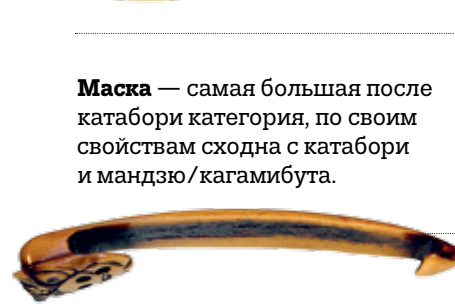 Маска — самая большая после
катабори категория, по своим
свойствам сходна с катабори
и мандзю/кагамибута.